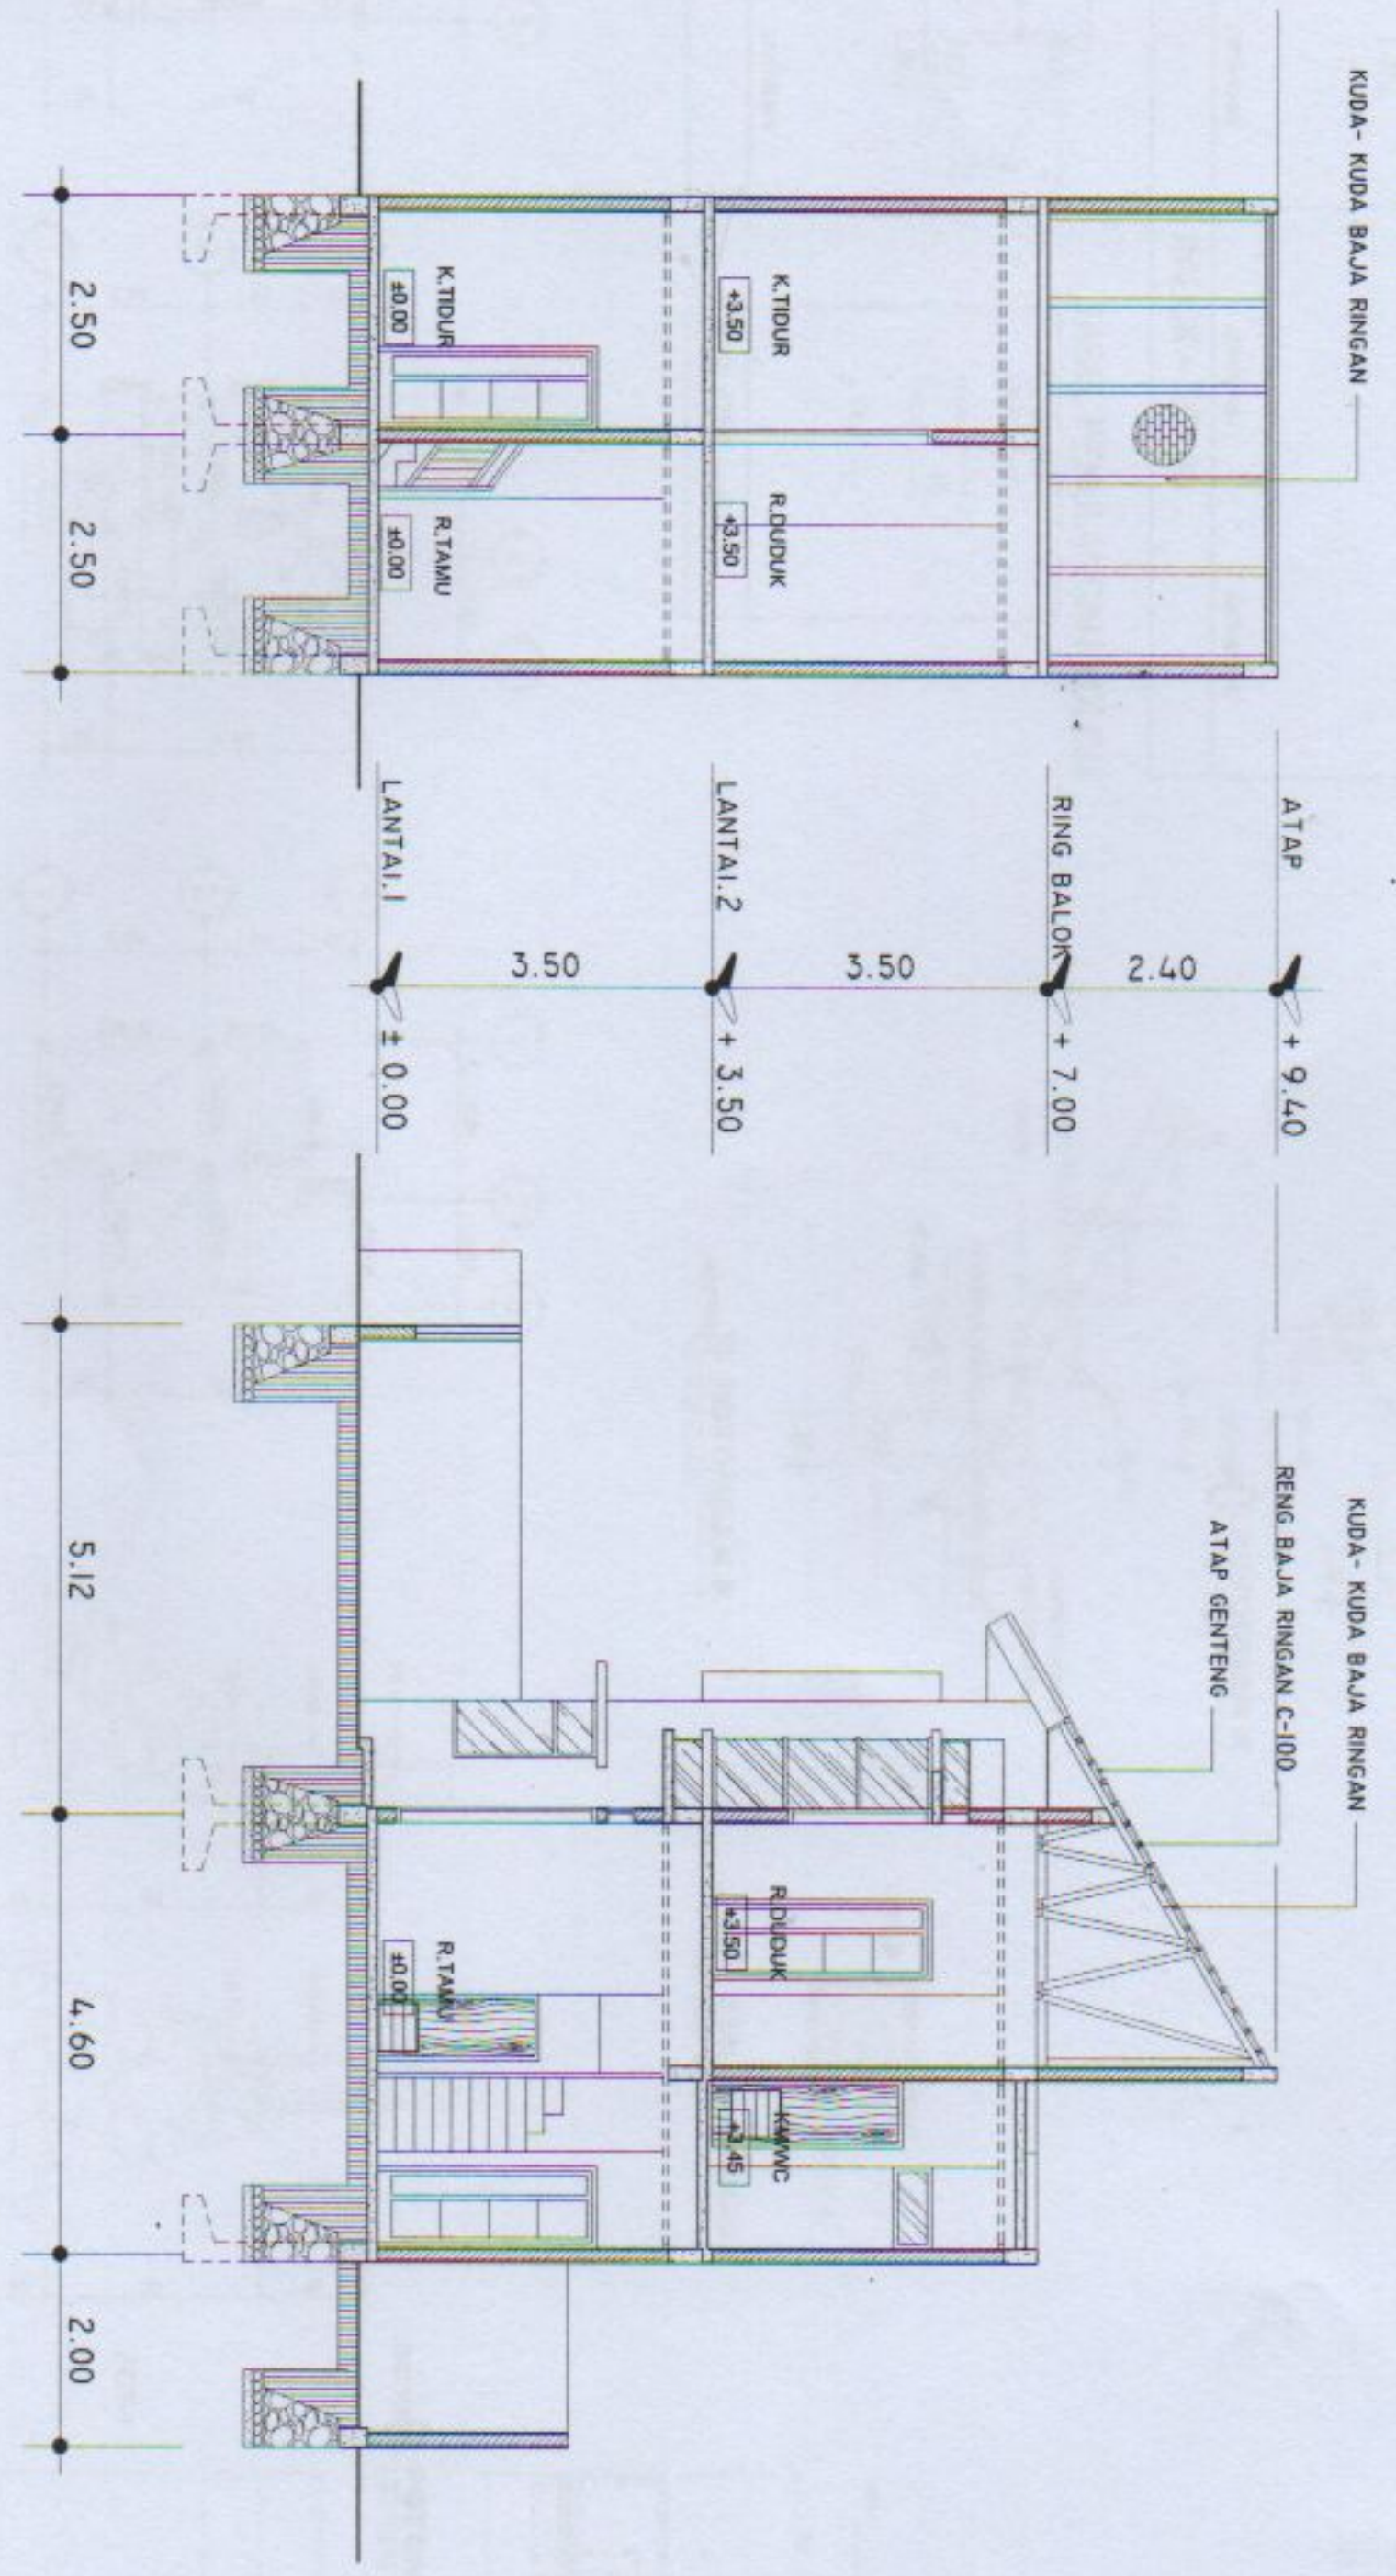 KUDA- KUDA BAJA RINGAN
K.TIDUR
+3.50
R.DUDUK
+3.50
K.TIDUR
±0.00
R.TAMU
±0.00
2.50
2.50
ATAP
+ 9.40
2.40
RING BALOK
+ 7.00
3.50
LANTAI.2
+ 3.50
3.50
LANTAI.1
± 0.00
KUDA- KUDA BAJA RINGAN
RENG BAJA RINGAN C-100
ATAP GENTENG
R.DUDUK
+3.50
KM/WC
+3.45
R.TAMU
±0.00
5.12
4.60
2.00